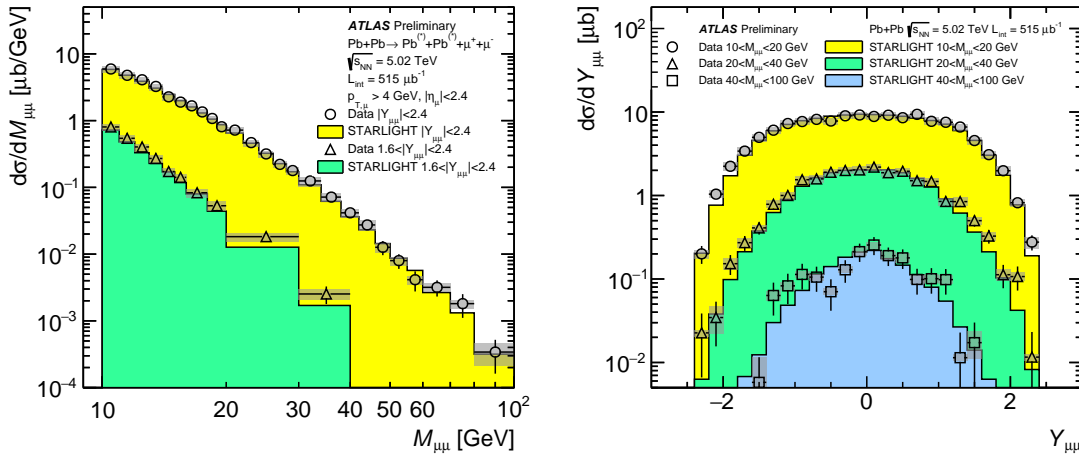 ATLAS Preliminary
Pb+Pb→ Pb(*)+Pb(*)+μ++μ-
√sNN = 5.02 TeV
Lint = 515 μb-1
pT,μ > 4 GeV, |ημ|<2.4
Data |Yμμ|<2.4
STARLIGHT |Yμμ|<2.4
Data 1.6<|Yμμ|<2.4
STARLIGHT 1.6<|Yμμ|<2.4
dσ/dMμμ [μb/GeV]
10
1
10−1
10−2
10−3
10−4
10 20 30 40 50 60 102
Mμμ [GeV]
ATLAS Preliminary Pb+Pb √sNN = 5.02 TeV Lint = 515 μb-1
Data 10<Mμμ<20 GeV STARLIGHT 10<Mμμ<20 GeV
Data 20<Mμμ<40 GeV STARLIGHT 20<Mμμ<40 GeV
Data 40<Mμμ<100 GeV STARLIGHT 40<Mμμ<100 GeV
dσ/dYμμ [μb]
102
10
1
10−1
10−2
−2 0 2
Yμμ